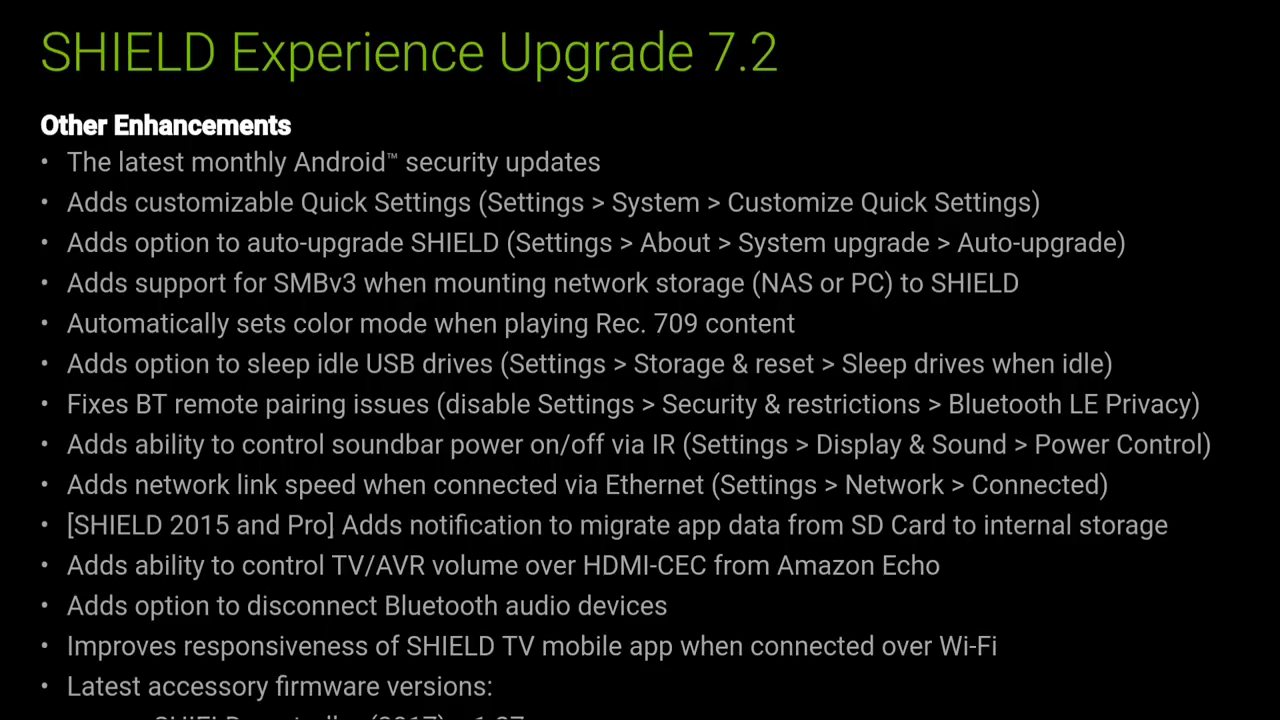 SHIELD Experience Upgrade 7.2
Other Enhancements
• The latest monthly Android™ security updates
• Adds customizable Quick Settings (Settings > System > Customize Quick Settings)
• Adds option to auto-upgrade SHIELD (Settings > About > System upgrade > Auto-upgrade)
• Adds support for SMBv3 when mounting network storage (NAS or PC) to SHIELD
• Automatically sets color mode when playing Rec. 709 content
• Adds option to sleep idle USB drives (Settings > Storage & reset > Sleep drives when idle)
• Fixes BT remote pairing issues (disable Settings > Security & restrictions > Bluetooth LE Privacy)
• Adds ability to control soundbar power on/off via IR (Settings > Display & Sound > Power Control)
• Adds network link speed when connected via Ethernet (Settings > Network > Connected)
• [SHIELD 2015 and Pro] Adds notification to migrate app data from SD Card to internal storage
• Adds ability to control TV/AVR volume over HDMI-CEC from Amazon Echo
• Adds option to disconnect Bluetooth audio devices
• Improves responsiveness of SHIELD TV mobile app when connected over Wi-Fi
• Latest accessory firmware versions:
SHIELD (2017)